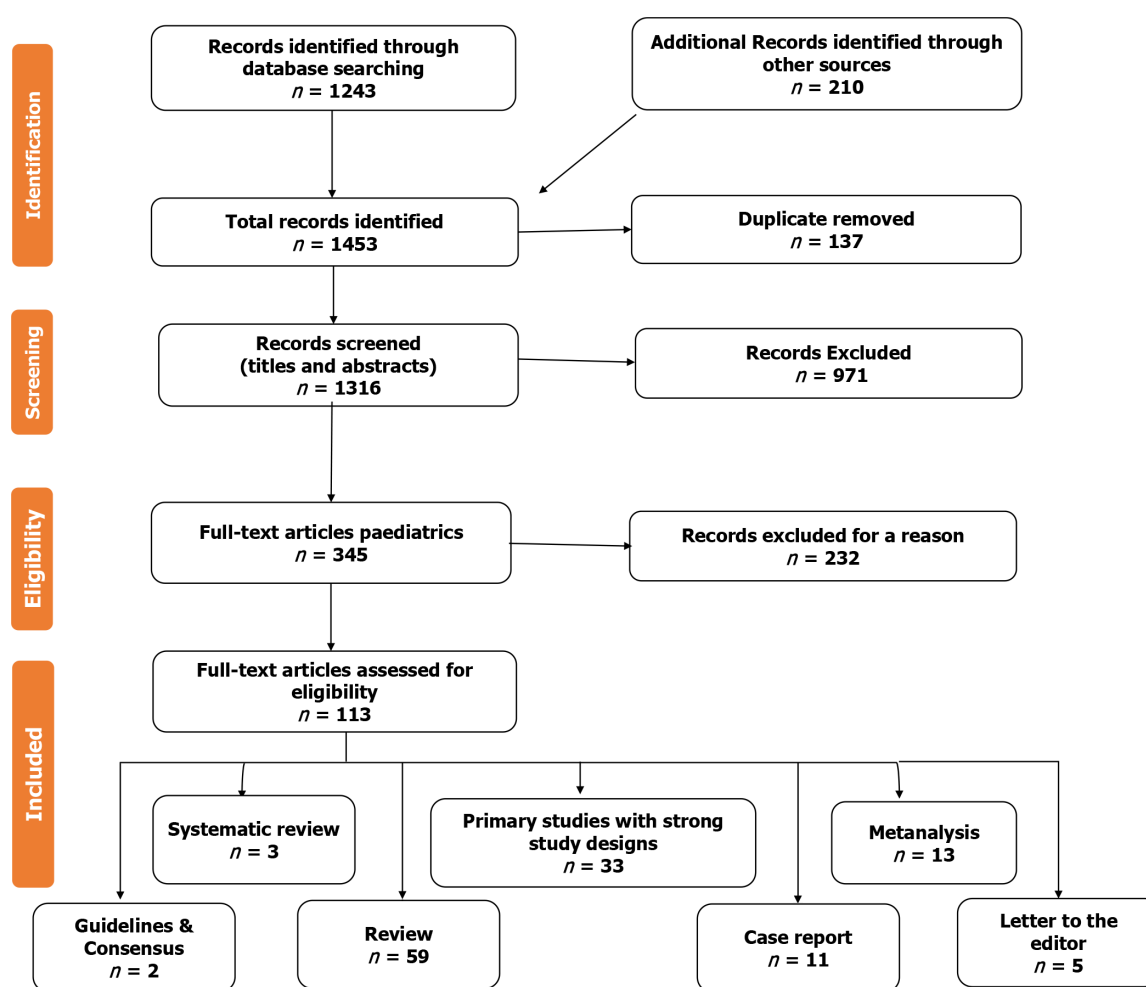 Identification
Records identified through
database searching
n = 1243
Additional Records identified through
other sources
n = 210
Total records identified
n = 1453
Duplicate removed
n = 137
Screening
Records screened
(titles and abstracts)
n = 1316
Records Excluded
n = 971
Eligibility
Full-text articles paediatrics
n = 345
Records excluded for a reason
n = 232
Included
Full-text articles assessed for
eligibility
n = 113
Systematic review
n = 3
Primary studies with strong
study designs
n = 33
Metanalysis
n = 13
Guidelines &
Consensus
n = 2
Review
n = 59
Case report
n = 11
Letter to the
editor
n = 5